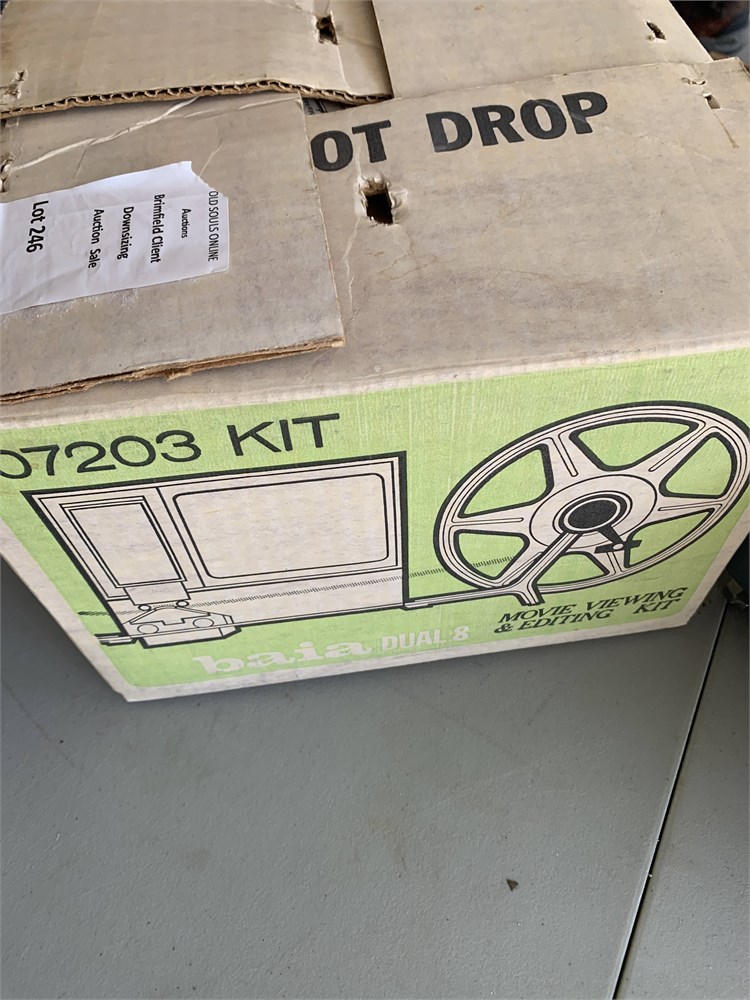 OT DROP
OLD SOULS ONLINE
Auctions
Brimfield Client
Downsizing
Auction Sale
Lot 246
07203 KIT
baia DUAL 8
MOVIE VIEWING
& EDITING KIT